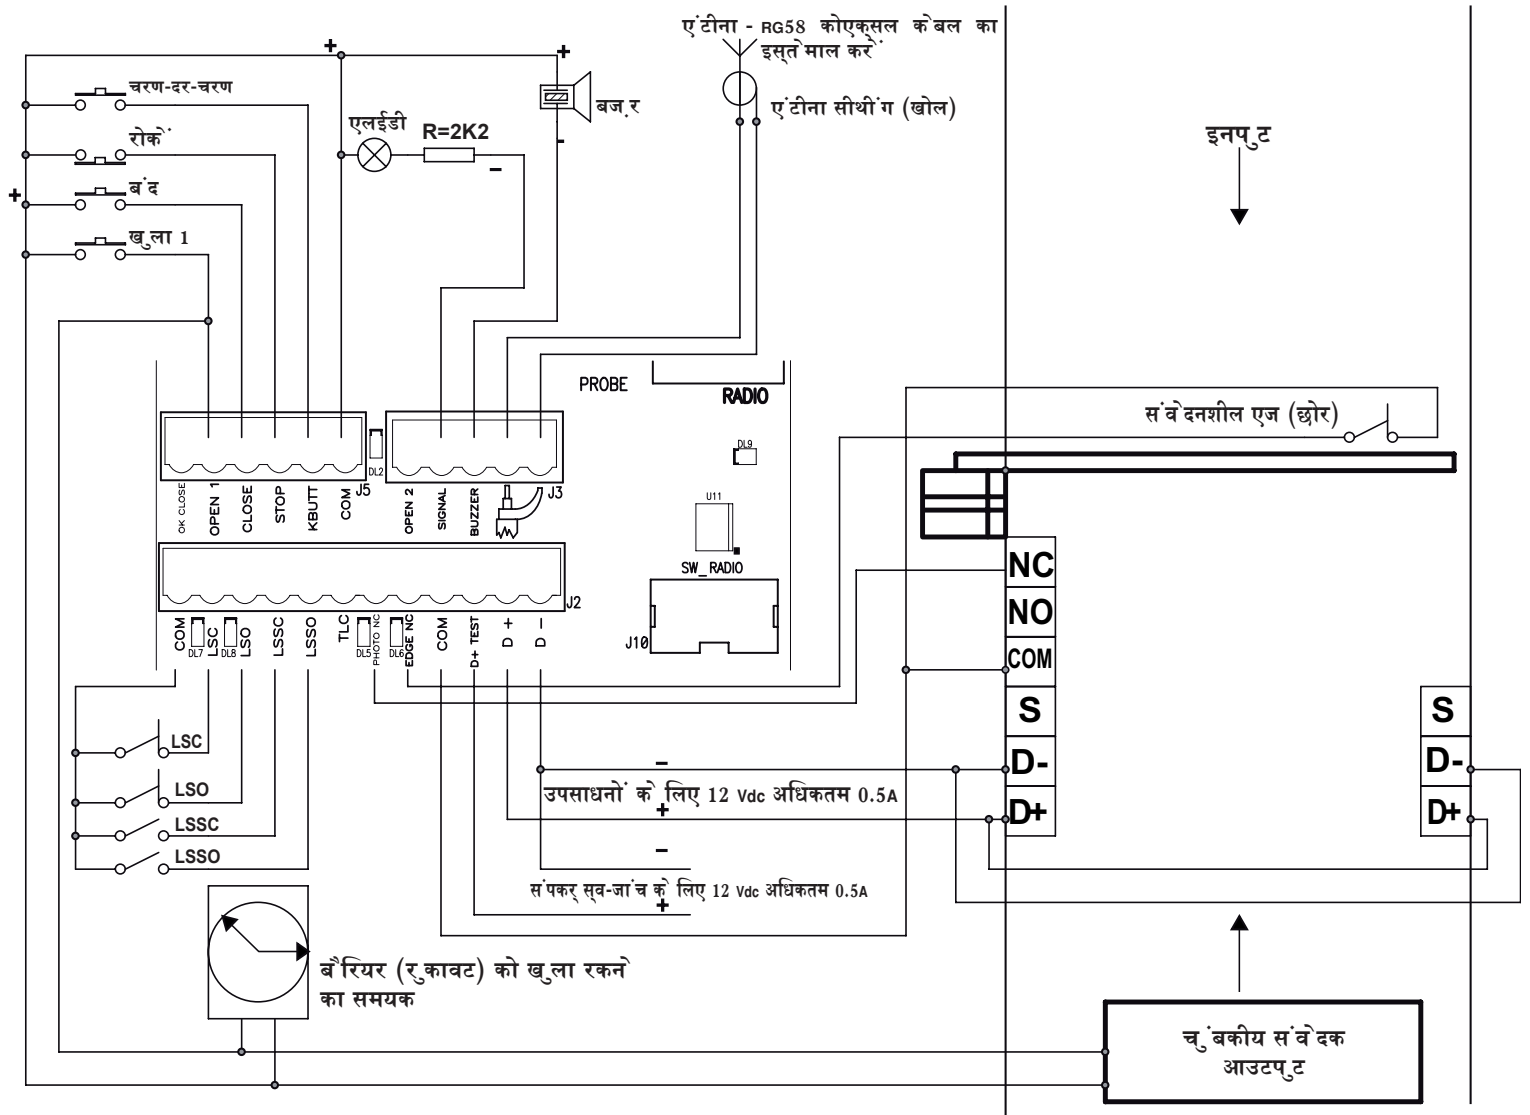 एंटीना - RG58 कोएक्सल केबल का
इस्तेमाल करें
एंटीना सीथींग (खोल)
+
+
चरण-दर-चरण
रोकें
बंद
+
खुला 1
एलईडी
R=2K2
-
बज़र
-
इनपुट
PROBE
RADIO
संवेदनशील एज (छोर)
DL2
J5
J3
DL9
U11
OK CLOSE
OPEN 1
CLOSE
STOP
KBUTT
COM
OPEN 2
SIGNAL
BUZZER
SW_RADIO
J10
J2
COM
DL7
LSC
DL8
LSO
LSSC
LSSO
TLC
DL5
PHOTO NC
DL6
EDGE NC
COM
D+ TEST
D +
D -
NC
NO
COM
S
D-
D+
S
D-
D+
LSC
LSO
LSSC
LSSO
-
उपसाधनों के लिए 12 Vdc अधिकतम 0.5A
+
-
संपकर् स्व-जांच के लिए 12 Vdc अधिकतम 0.5A
+
बैरियर (रुकावट) को खुला रकने
का समयक
चुंबकीय संवेदक
आउटपुट